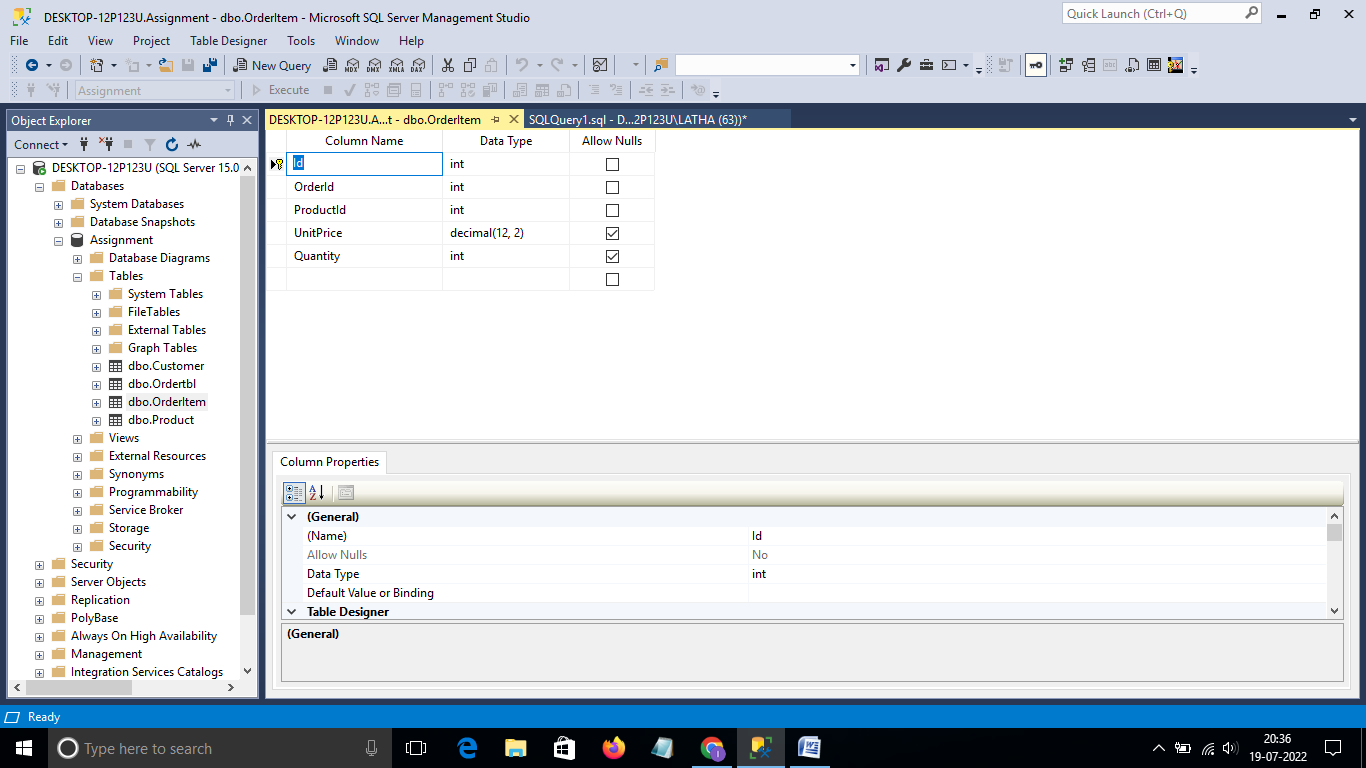 DESKTOP-12P123U.Assignment - dbo.OrderItem - Microsoft SQL Server Management Studio
Quick Launch (Ctrl+Q)
File Edit View Project Table Designer Tools Window Help
New Query MDX DMX XMLA DAX
Assignment Execute
Object Explorer
DESKTOP-12P123U.A...t - dbo.OrderItem SQLQuery1.sql - D...2P123U\LATHA (63))*
Connect
DESKTOP-12P123U (SQL Server 15.0
Databases
System Databases
Database Snapshots
Assignment
Database Diagrams
Tables
System Tables
FileTables
External Tables
Graph Tables
dbo.Customer
dbo.Ordertbl
dbo.OrderItem
dbo.Product
Views
External Resources
Synonyms
Programmability
Service Broker
Storage
Security
Security
Server Objects
Replication
PolyBase
Always On High Availability
Management
Integration Services Catalogs
Column Name Data Type Allow Nulls
Id int
OrderId int
ProductId int
UnitPrice decimal(12, 2)
Quantity int
Column Properties
(General)
(Name) Id
Allow Nulls No
Data Type int
Default Value or Binding
Table Designer
(General)
Ready
Type here to search
20:36
19-07-2022